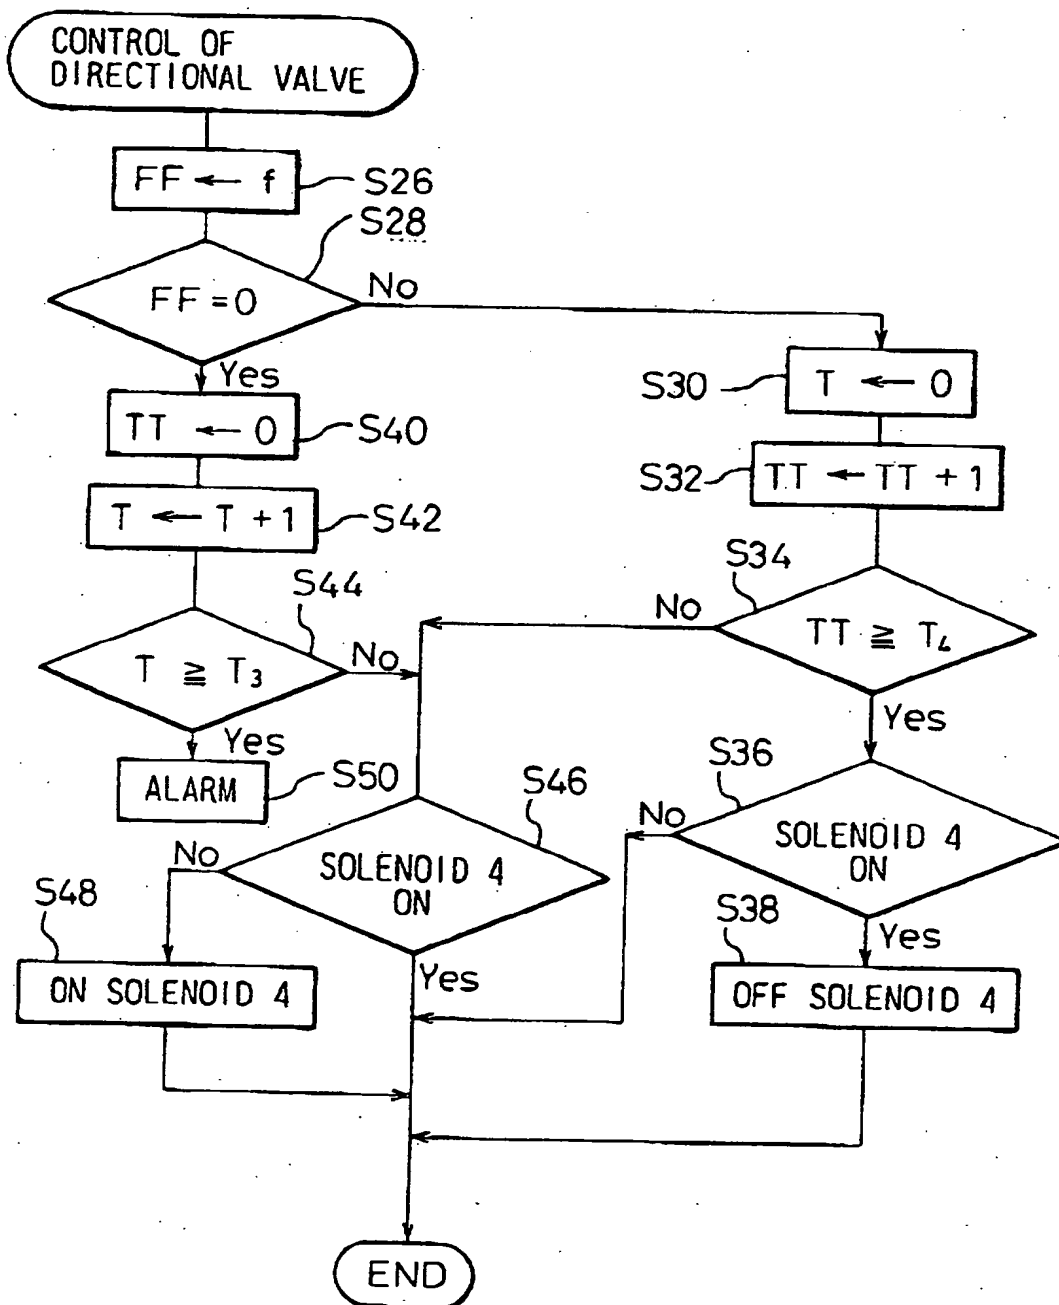 CONTROL OF
DIRECTIONAL VALVE
FF ← f
S26
S28
FF = 0
No
Yes
TT ← 0
S40
T ← T + 1
S42
S44
T ≧ T3
No
Yes
ALARM
S50
S30
T ← 0
S32
TT ← TT + 1
S34
No
TT ≧ T4
Yes
S36
No
SOLENOID 4
ON
Yes
S38
OFF SOLENOID 4
S46
No
SOLENOID 4
ON
Yes
S48
ON SOLENOID 4
END